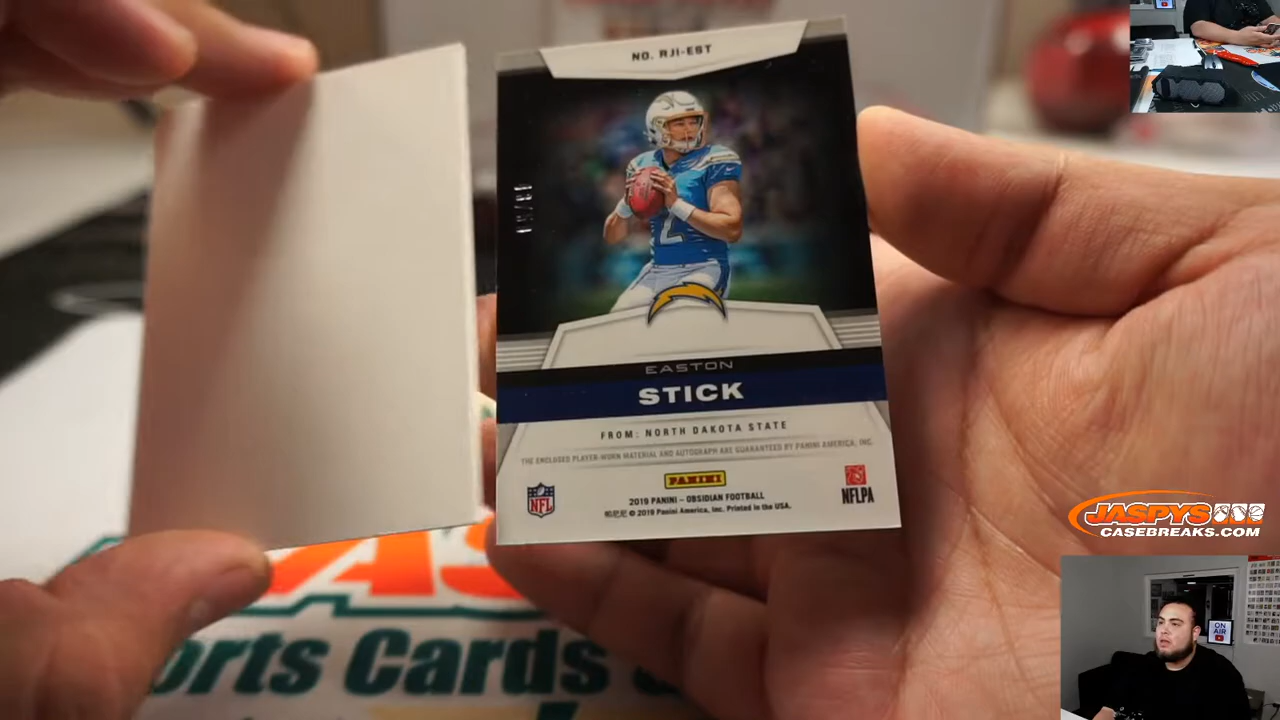 NO. RJI-EST
2
EASTON
STICK
FROM: NORTH DAKOTA STATE
THE ENCLOSED PLAYER-WORN MATERIAL AND AUTOGRAPH ARE GUARANTEED BY PANINI AMERICA, INC.
PANINI
NFL
NFLPA
2019 PANINI – OBSIDIAN FOOTBALL
© 2019 Panini America, Inc. Printed in the USA.
JASPYS
CASEBREAKS.COM
orts Cards
ON
AIR